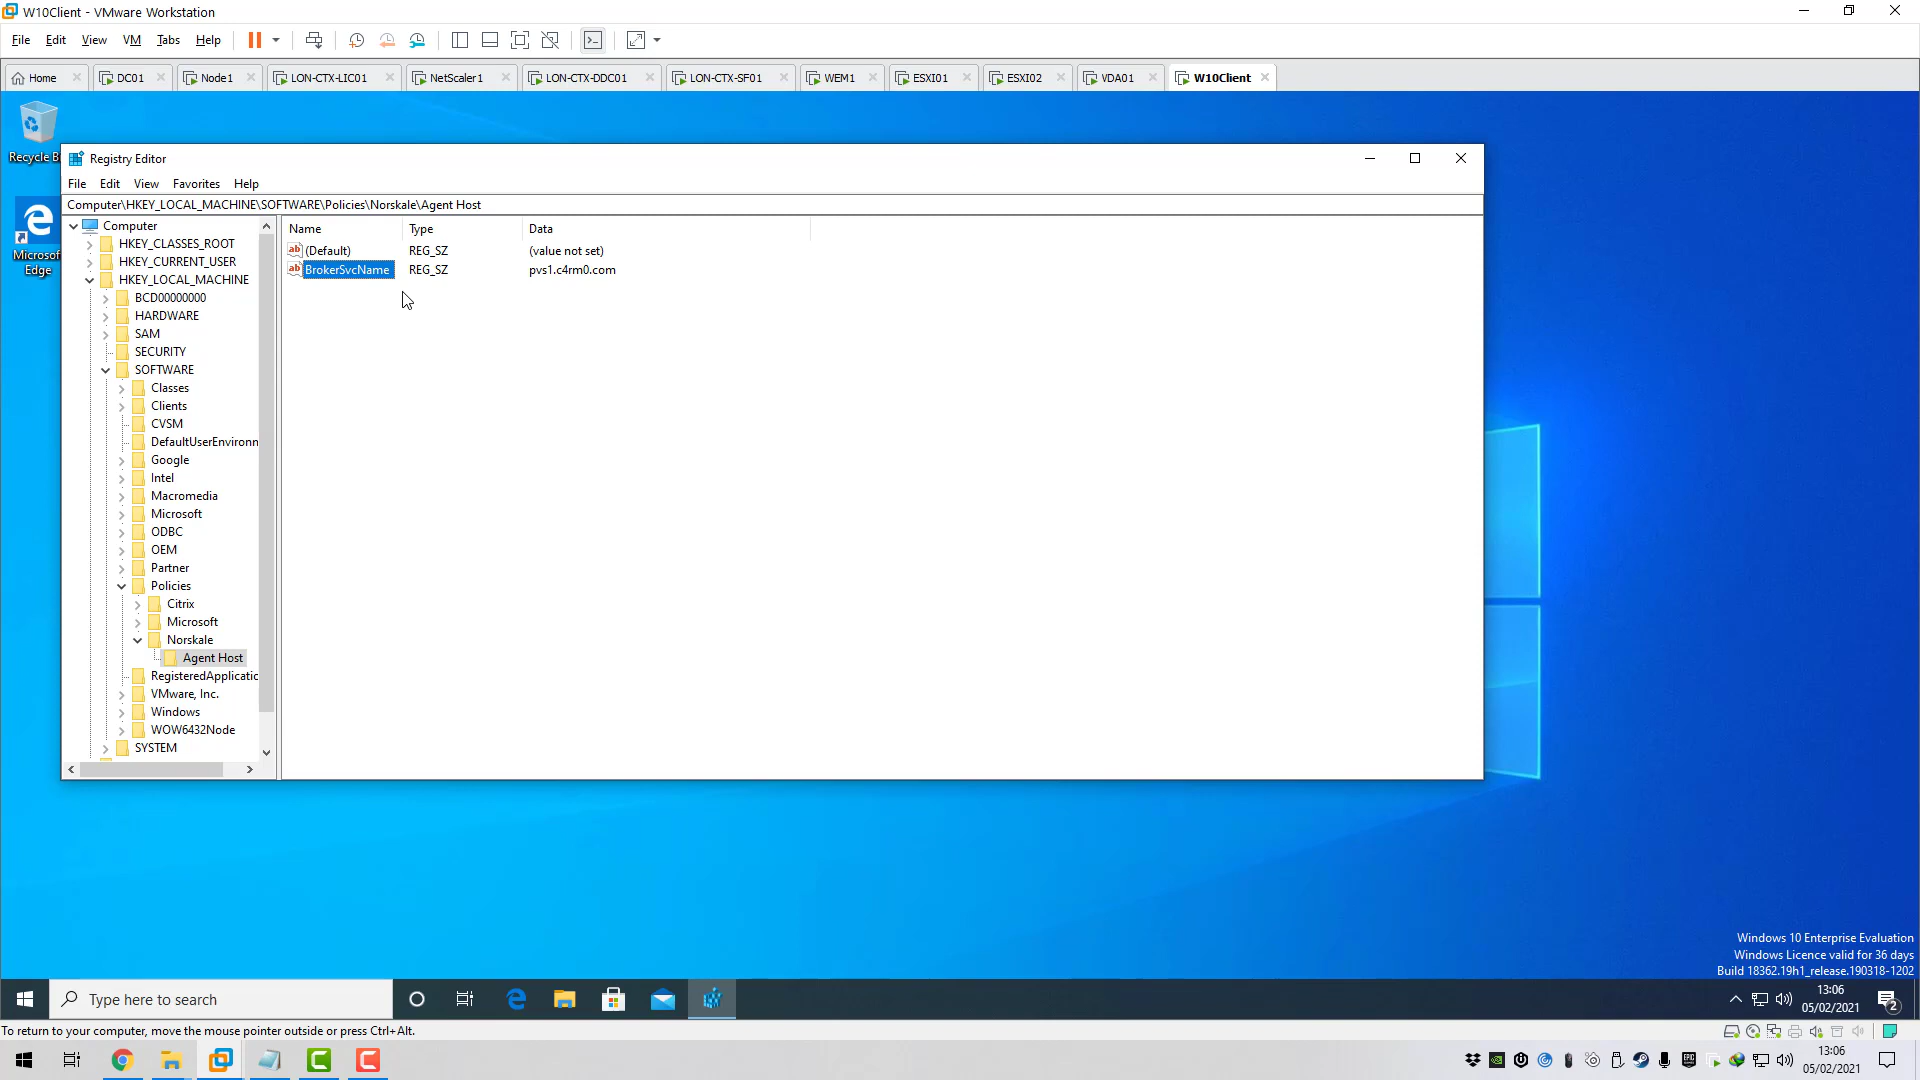 W10Client - VMware Workstation
File Edit View VM Tabs Help
Home DC01 Node1 LON-CTX-LIC01 NetScaler1 LON-CTX-DDC01 LON-CTX-SF01 WEM1 ESXI01 ESXI02 VDA01 W10Client
Recycle B
Microsof
Edge
Registry Editor
File Edit View Favorites Help
Computer\HKEY_LOCAL_MACHINE\SOFTWARE\Policies\Norskale\Agent Host
Computer
HKEY_CLASSES_ROOT
HKEY_CURRENT_USER
HKEY_LOCAL_MACHINE
BCD00000000
HARDWARE
SAM
SECURITY
SOFTWARE
Classes
Clients
CVSM
DefaultUserEnvironn
Google
Intel
Macromedia
Microsoft
ODBC
OEM
Partner
Policies
Citrix
Microsoft
Norskale
Agent Host
RegisteredApplicatic
VMware, Inc.
Windows
WOW6432Node
SYSTEM
Name Type Data
(Default) REG_SZ (value not set)
BrokerSvcName REG_SZ pvs1.c4rm0.com
Windows 10 Enterprise Evaluation
Windows Licence valid for 36 days
Build 18362.19h1_release.190318-1202
Type here to search
13:06
05/02/2021
2
To return to your computer, move the mouse pointer outside or press Ctrl+Alt.
13:06
05/02/2021